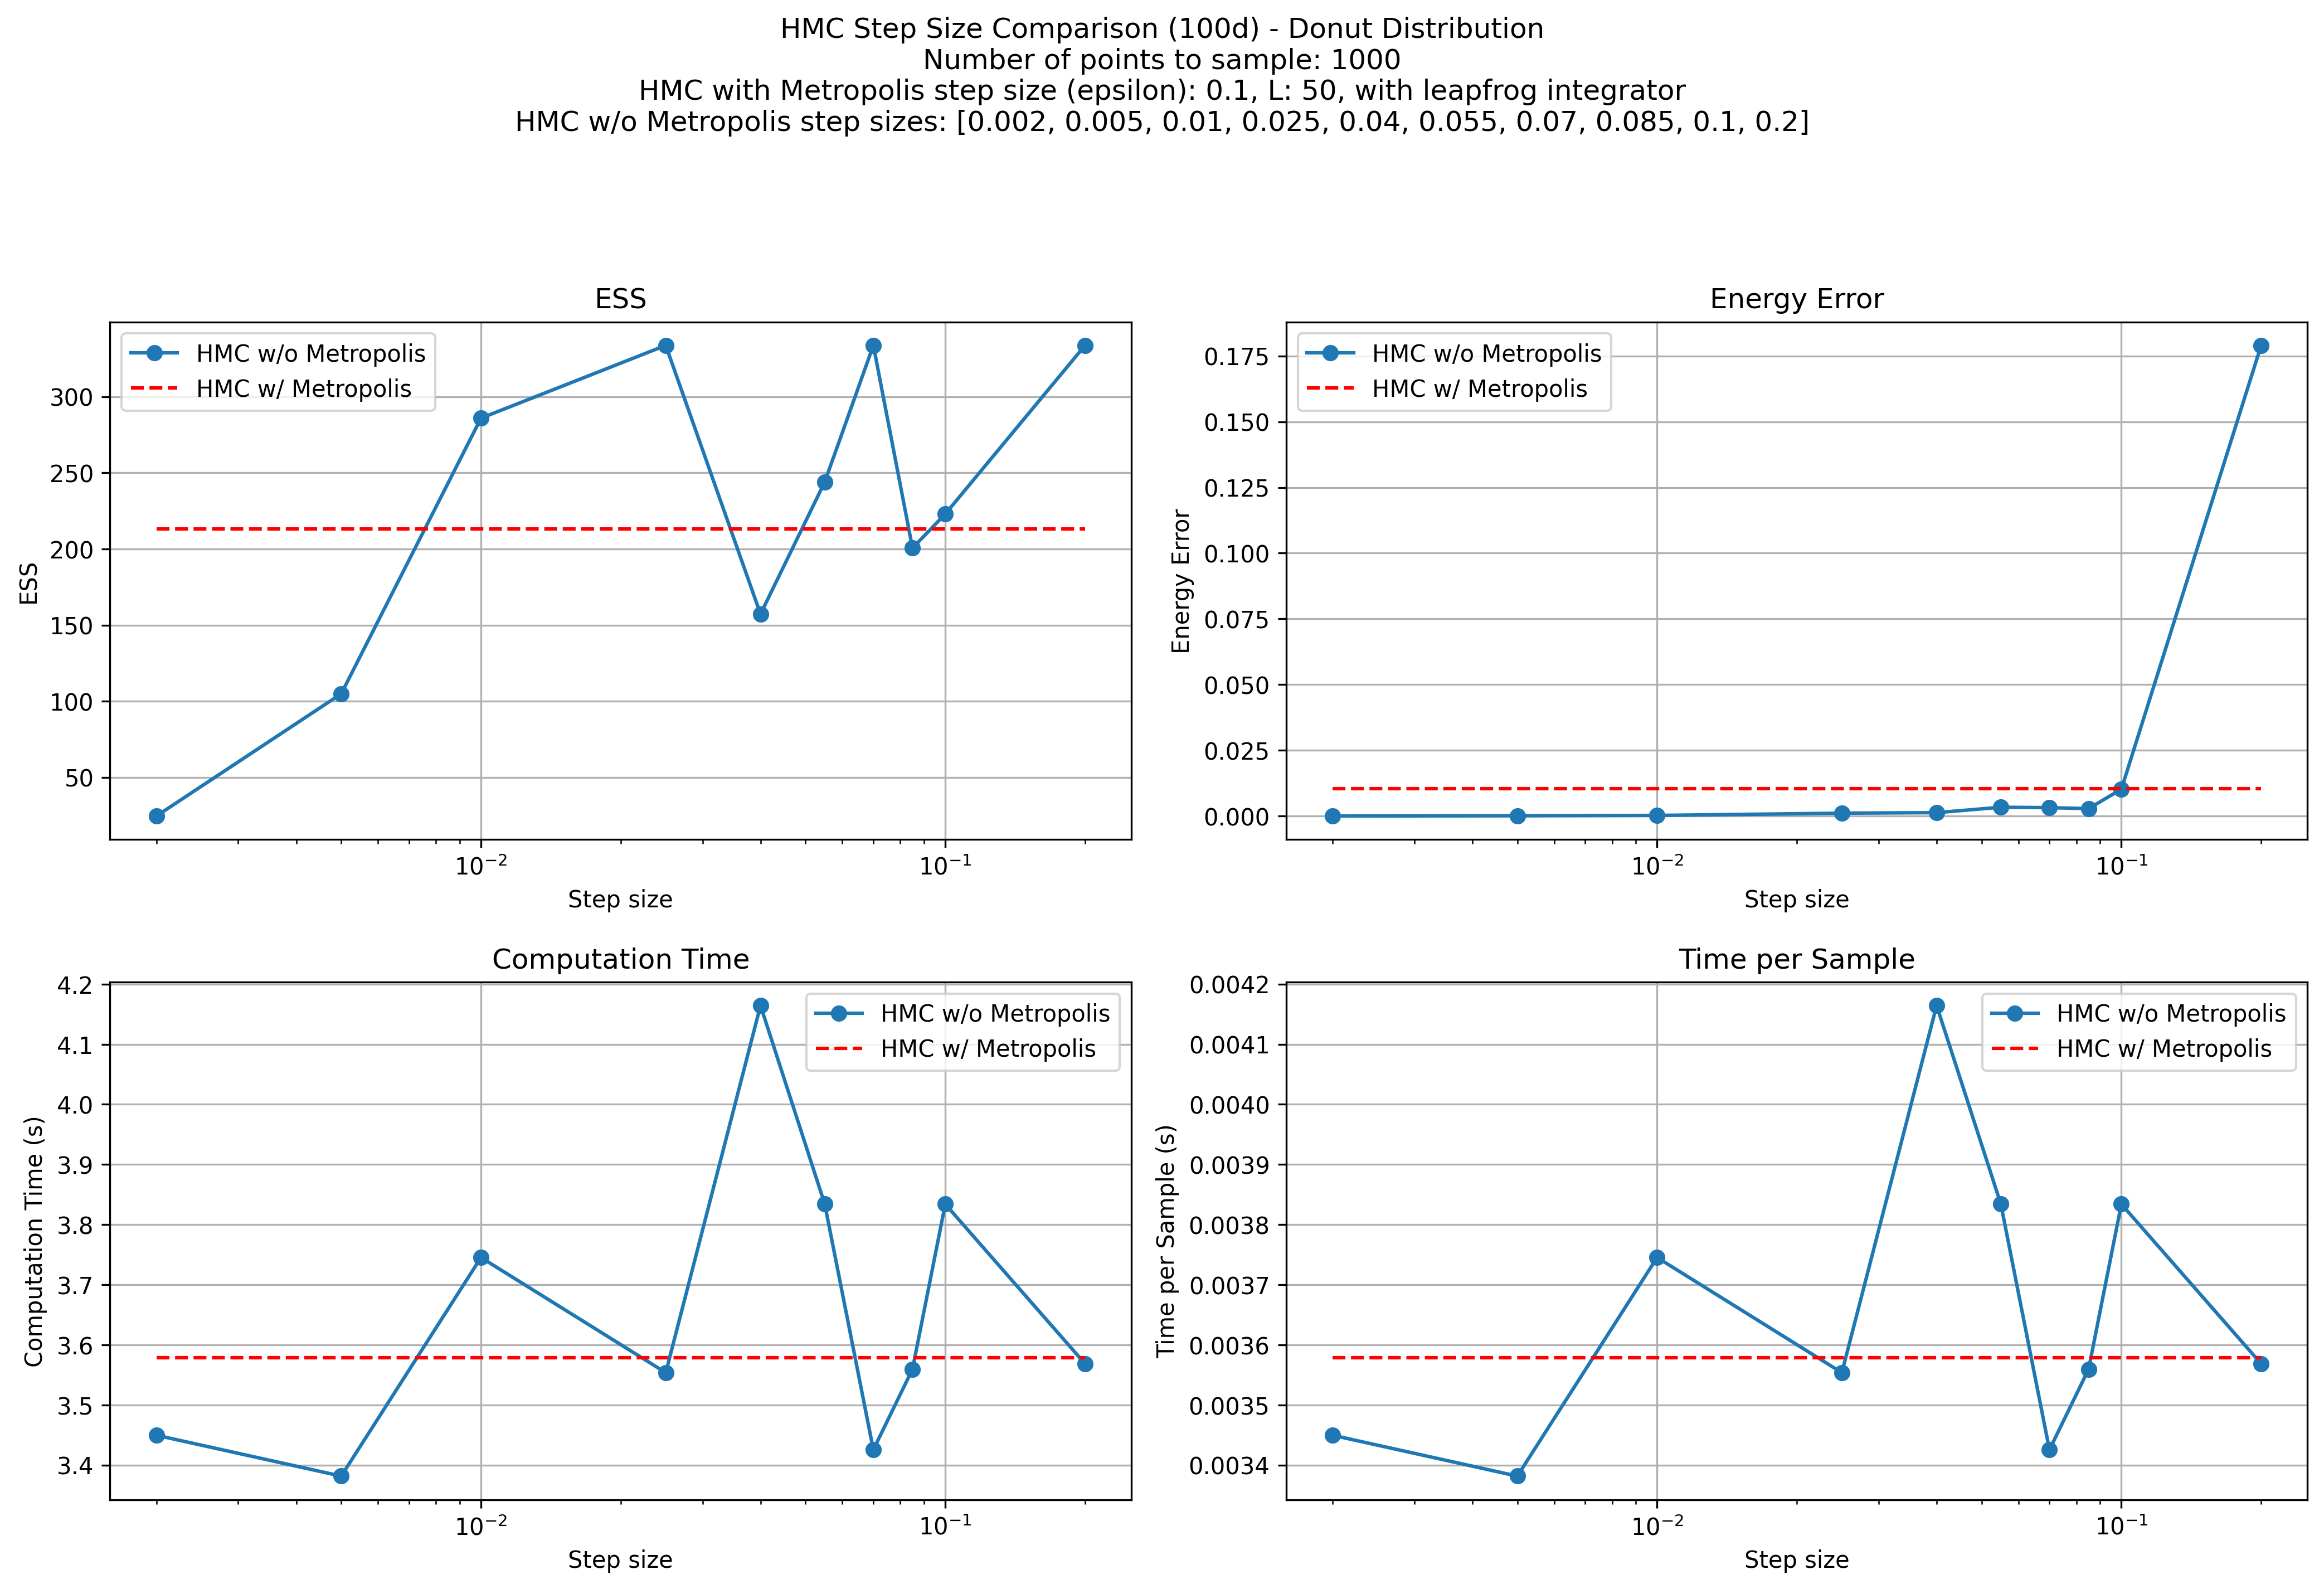 HMC Step Size Comparison (100d) - Donut Distribution
Number of points to sample: 1000
HMC with Metropolis step size (epsilon): 0.1, L: 50, with leapfrog integrator
HMC w/o Metropolis step sizes: [0.002, 0.005, 0.01, 0.025, 0.04, 0.055, 0.07, 0.085, 0.1, 0.2]
ESS
HMC w/o Metropolis
HMC w/ Metropolis
ESS
300
250
200
150
100
50
10⁻²
10⁻¹
Step size
Energy Error
HMC w/o Metropolis
HMC w/ Metropolis
Energy Error
0.175
0.150
0.125
0.100
0.075
0.050
0.025
0.000
10⁻²
10⁻¹
Step size
Computation Time
HMC w/o Metropolis
HMC w/ Metropolis
Computation Time (s)
4.2
4.1
4.0
3.9
3.8
3.7
3.6
3.5
3.4
10⁻²
10⁻¹
Step size
Time per Sample
HMC w/o Metropolis
HMC w/ Metropolis
Time per Sample (s)
0.0042
0.0041
0.0040
0.0039
0.0038
0.0037
0.0036
0.0035
0.0034
10⁻²
10⁻¹
Step size